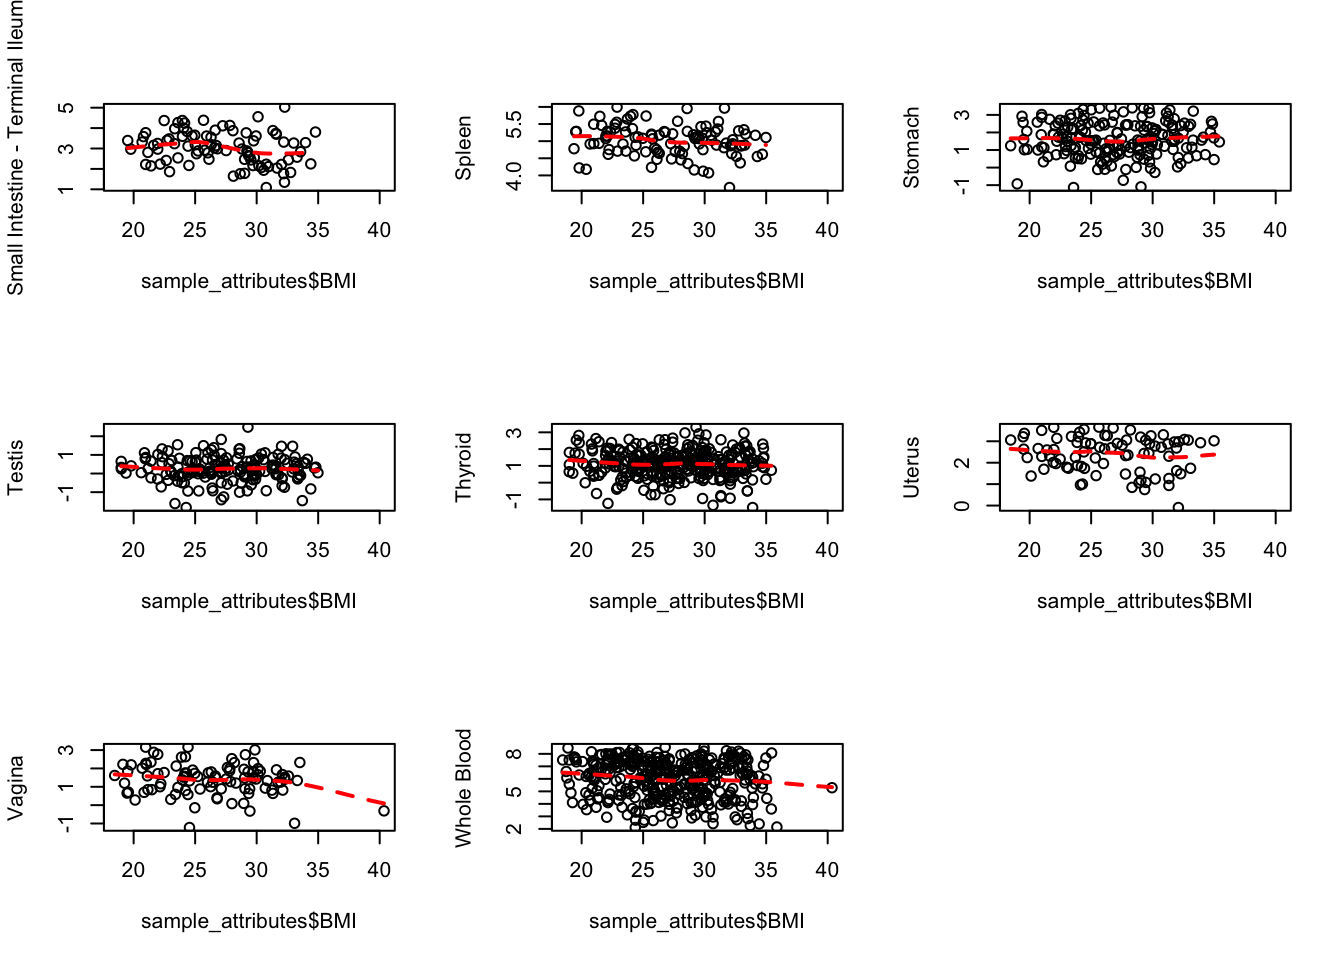 Small Intestine - Terminal Ileum
5
3
1
20 25 30 35 40
sample_attributes$BMI
Spleen
5.5
4.0
20 25 30 35 40
sample_attributes$BMI
Stomach
3
1
-1
20 25 30 35 40
sample_attributes$BMI
Testis
1
-1
20 25 30 35 40
sample_attributes$BMI
Thyroid
3
1
-1
20 25 30 35 40
sample_attributes$BMI
Uterus
2
0
20 25 30 35 40
sample_attributes$BMI
Vagina
3
1
-1
20 25 30 35 40
sample_attributes$BMI
Whole Blood
8
5
2
20 25 30 35 40
sample_attributes$BMI